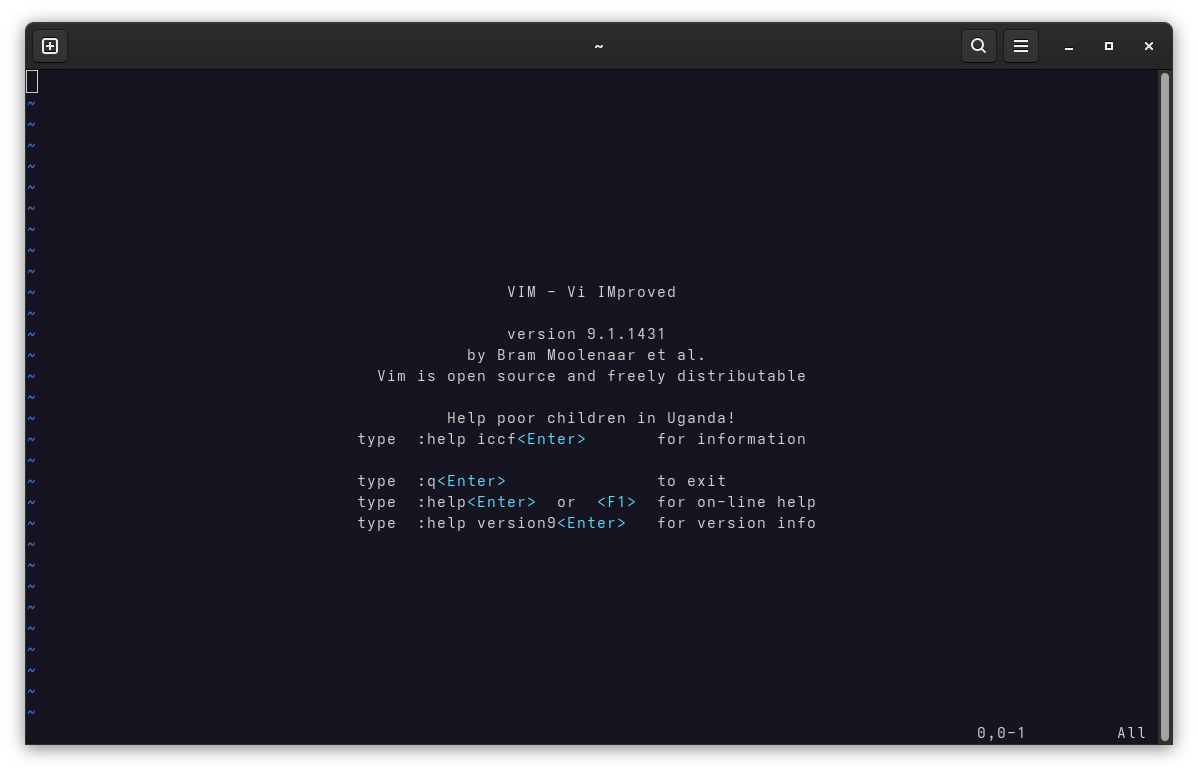 ~
~
~
~
~
~
~
~
~
~
~ VIM - Vi IMproved
~
~ version 9.1.1431
~ by Bram Moolenaar et al.
~ Vim is open source and freely distributable
~
~ Help poor children in Uganda!
~ type :help iccf<Enter> for information
~
~ type :q<Enter> to exit
~ type :help<Enter> or <F1> for on-line help
~ type :help version9<Enter> for version info
~
~
~
~
~
~
~
~
~
0,0-1 All